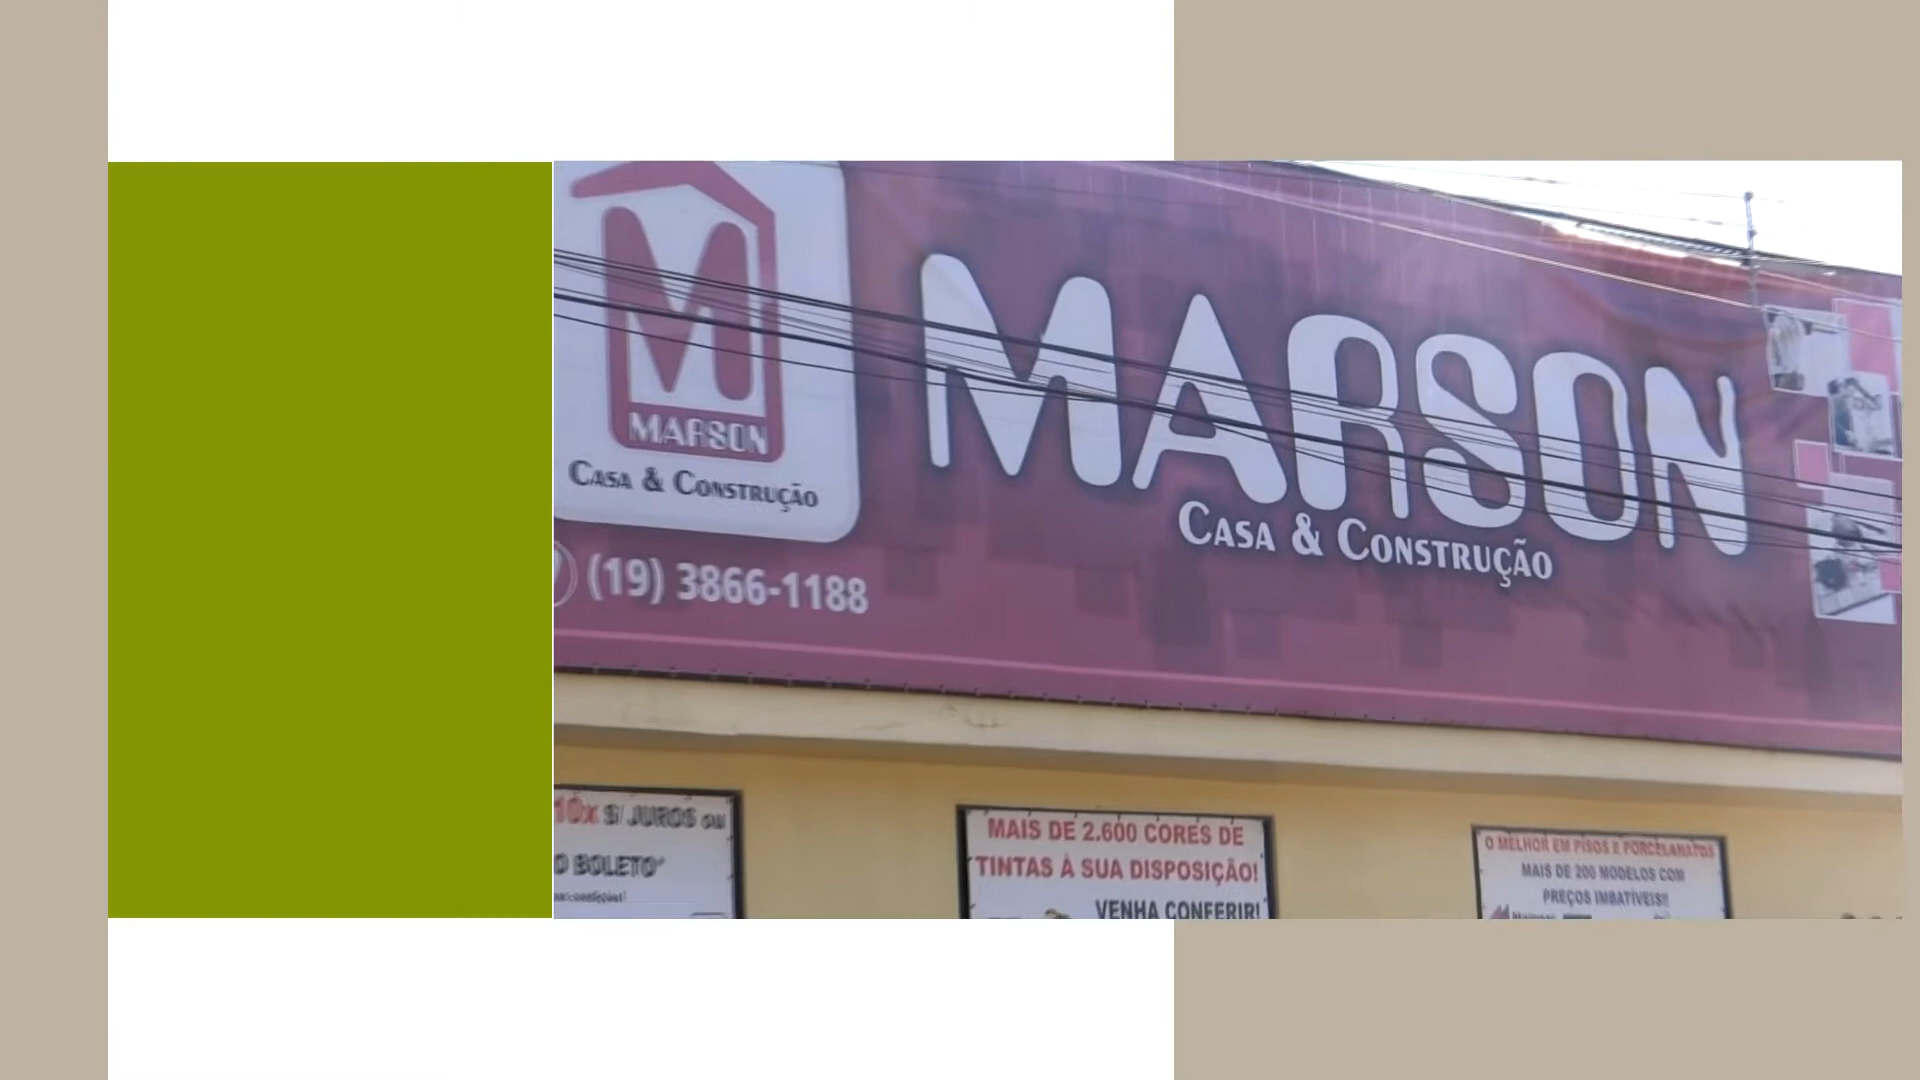 MARSON
CASA & CONSTRUÇÃO
(19) 3866-1188
MARSON
CASA & CONSTRUÇÃO
10x S/ JUROS ou
O BOLETO*
MAIS DE 2.600 CORES DE
TINTAS À SUA DISPOSIÇÃO!
VENHA CONFERIR!
O MELHOR EM PISOS E PORCELANATOS
MAIS DE 200 MODELOS COM
PREÇOS IMBATÍVEIS!!